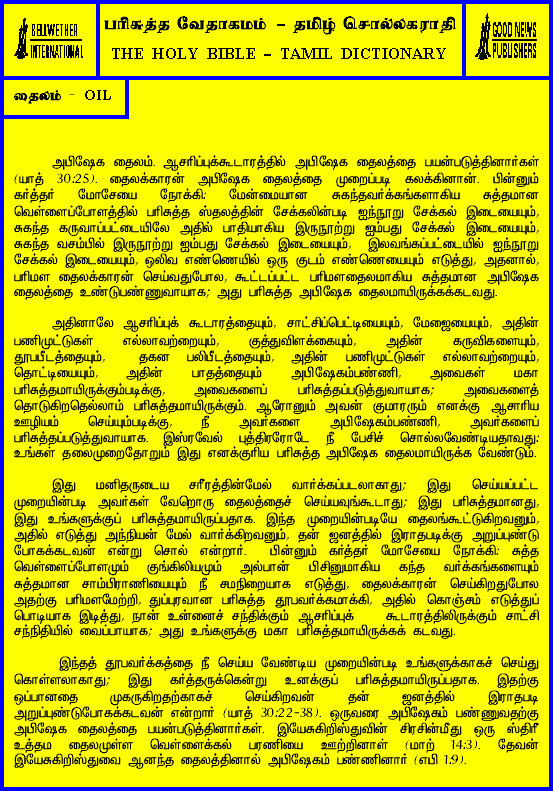 BELLWETHER
INTERNATIONAL
பரிசுத்த வேதாகமம் - தமிழ் சொல்லகராதி
THE HOLY BIBLE - TAMIL DICTIONARY
GOOD NEWS
PUBLISHERS
தைலம் - OIL
அபிஷேக தைலம். ஆசரிப்புக்கூடாரத்தில் அபிஷேக தைலத்தை பயன்படுத்தினார்கள்
(யாத் 30:25). தைலக்காரன் அபிஷேக தைலத்தை முறைப்படி கலக்கினான். பின்னும்
கர்த்தர் மோசேயை நோக்கி: மேன்மையான சுகந்தவர்க்கங்களாகிய சுத்தமான
வெள்ளைப்போளத்தில் பரிசுத்த ஸ்தலத்தின் சேக்கலின்படி ஐந்நூறு சேக்கல் இடையையும்,
சுகந்த கருவாப்பட்டையிலே அதில் பாதியாகிய இருநூற்று ஐம்பது சேக்கல் இடையையும்,
சுகந்த வசம்பில் இருநூற்று ஐம்பது சேக்கல் இடையையும், இலவங்கப்பட்டையில் ஐந்நூறு
சேக்கல் இடையையும், ஒலிவ எண்ணெயில் ஒரு குடம் எண்ணெயையும் எடுத்து, அதனால்,
பரிமள தைலக்காரன் செய்வதுபோல, கூட்டப்பட்ட பரிமளதைலமாகிய சுத்தமான அபிஷேக
தைலத்தை உண்டுபண்ணுவாயாக; அது பரிசுத்த அபிஷேக தைலமாயிருக்கக்கடவது.
அதினாலே ஆசரிப்புக் கூடாரத்தையும், சாட்சிப்பெட்டியையும், மேஜையையும், அதின்
பணிமுட்டுகள் எல்லாவற்றையும், குத்துவிளக்கையும், அதின் கருவிகளையும்,
தூபபீடத்தையும், தகன பலிபீடத்தையும், அதின் பணிமுட்டுகள் எல்லாவற்றையும்,
தொட்டியையும், அதின் பாதத்தையும் அபிஷேகம்பண்ணி, அவைகள் மகா
பரிசுத்தமாயிருக்கும்படிக்கு, அவைகளைப் பரிசுத்தப்படுத்துவாயாக; அவைகளைத்
தொடுகிறதெல்லாம் பரிசுத்தமாயிருக்கும். ஆரோனும் அவன் குமாரரும் எனக்கு ஆசாரிய
ஊழியம் செய்யும்படிக்கு, நீ அவர்களை அபிஷேகம்பண்ணி, அவர்களைப்
பரிசுத்தப்படுத்துவாயாக. இஸ்ரவேல் புத்திரரோடே நீ பேசிச் சொல்லவேண்டியதாவது:
உங்கள் தலைமுறைதோறும் இது எனக்குரிய பரிசுத்த அபிஷேக தைலமாயிருக்க வேண்டும்.
இது மனிதருடைய சரீரத்தின்மேல் வார்க்கப்படலாகாது; இது செய்யப்பட்ட
முறையின்படி அவர்கள் வேறொரு தைலத்தைச் செய்யவுங்கூடாது; இது பரிசுத்தமானது,
இது உங்களுக்குப் பரிசுத்தமாயிருப்பதாக. இந்த முறையின்படியே தைலங்கூட்டுகிறவனும்,
அதில் எடுத்து அந்நியன் மேல் வார்க்கிறவனும், தன் ஜனத்தில் இராதபடிக்கு அறுப்புண்டு
போகக்கடவன் என்று சொல் என்றார். பின்னும் கர்த்தர் மோசேயை நோக்கி: சுத்த
வெள்ளைப்போளமும் குங்கிலியமும் அல்பான் பிசினுமாகிய கந்த வர்க்கங்களையும்
சுத்தமான சாம்பிராணியையும் நீ சமநிறையாக எடுத்து, தைலக்காரன் செய்கிறதுபோல
அதற்கு பரிமளமேற்றி, துப்புரவான பரிசுத்த தூபவர்க்கமாக்கி, அதில் கொஞ்சம் எடுத்துப்
பொடியாக இடித்து, நான் உன்னைச் சந்திக்கும் ஆசரிப்புக் கூடாரத்திலிருக்கும் சாட்சி
சந்நிதியில் வைப்பாயாக; அது உங்களுக்கு மகா பரிசுத்தமாயிருக்கக் கடவது.
இந்தத் தூபவர்க்கத்தை நீ செய்ய வேண்டிய முறையின்படி உங்களுக்காகச் செய்து
கொள்ளலாகாது; இது கர்த்தருக்கென்று உனக்குப் பரிசுத்தமாயிருப்பதாக. இதற்கு
ஒப்பானதை முகருகிறதற்காகச் செய்கிறவன் தன் ஜனத்தில் இராதபடி
அறுப்புண்டுபோகக்கடவன் என்றார் (யாத் 30:22-38). ஒருவரை அபிஷேகம் பண்ணுவதற்கு
அபிஷேக தைலத்தை பயன்படுத்தினார்கள். இயேசுகிறிஸ்துவின் சிரசின்மீது ஒரு ஸ்திரீ
உத்தம தைலமுள்ள வெள்ளைக்கல் பரணியை ஊற்றினாள் (மாற் 14:3). தேவன்
இயேசுகிறிஸ்துவை ஆனந்த தைலத்தினால் அபிஷேகம் பண்ணினார் (எபி 1:9).